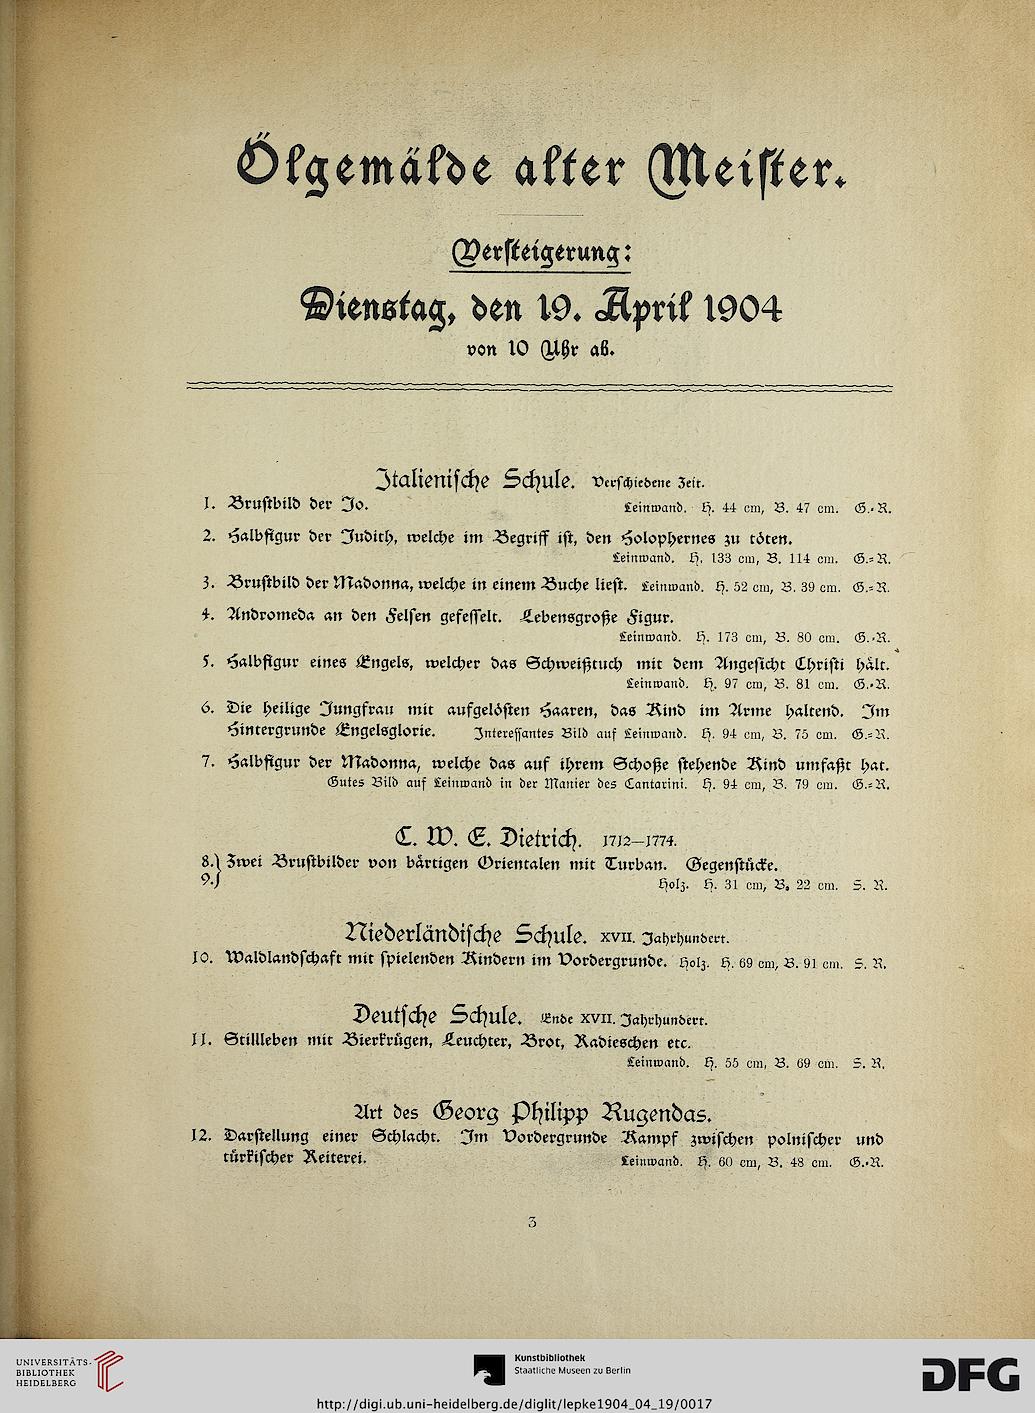 Ölgemälde alter Meister.
Versteigerung:
Dienstag, den 19. April 1904
von 10 Uhr ab.
Italienische Schule. Verschiedene Zeit.
1. Brustbild der Jo. Leinwand. H. 44 cm, B. 47 cm. G.=R.
2. Halbfigur der Judith, welche im Begriff ist, den Holophernes zu töten.
Leinwand. H. 133 cm, B. 114 cm. G.=R.
3. Brustbild der Madonna, welche in einem Buche liest. Leinwand. H. 52 cm, B. 39 cm. G.=R.
4. Andromeda an den Felsen gefesselt. Lebensgroße Figur.
Leinwand. H. 173 cm, B. 80 cm. G.=R.
5. Halbfigur eines Engels, welcher das Schweißtuch mit dem Angesicht Christi hält.
Leinwand. H. 97 cm, B. 81 cm. G.=R.
6. Die heilige Jungfrau mit aufgelösten Haaren, das Kind im Arme haltend. Im
Hintergrunde Engelsglorie. Interessantes Bild auf Leinwand. H. 94 cm, B. 75 cm. G.=R.
7. Halbfigur der Madonna, welche das auf ihrem Schoße stehende Kind umfaßt hat.
Gutes Bild auf Leinwand in der Manier des Cantarini. H. 94 cm, B. 79 cm. G.=R.
C. W. E. Dietrich. 1712—1774.
8.} Zwei Brustbilder von bärtigen Orientalen mit Turban. Gegenstücke.
9.} Holz. H. 31 cm, B. 22 cm. S. R.
Niederländische Schule. XVII. Jahrhundert.
10. Waldlandschaft mit spielenden Kindern im Vordergrunde. Holz. H. 69 cm, B. 91 cm. S. R.
Deutsche Schule. Ende XVII. Jahrhundert.
11. Stillleben mit Bierkrügen, Leuchter, Brot, Radieschen etc.
Leinwand. H. 55 cm, B. 69 cm. S. R.
Art des Georg Philipp Rugendas.
12. Darstellung einer Schlacht. Im Vordergrunde Kampf zwischen polnischer und
türkischer Reiterei. Leinwand. H. 60 cm, B. 48 cm. G.=R.
3
UNIVERSITÄTS-
BIBLIOTHEK
HEIDELBERG
Kunstbibliothek
Staatliche Museen zu Berlin
DFG
http://digi.ub.uni-heidelberg.de/diglit/lepke1904_04_19/0017